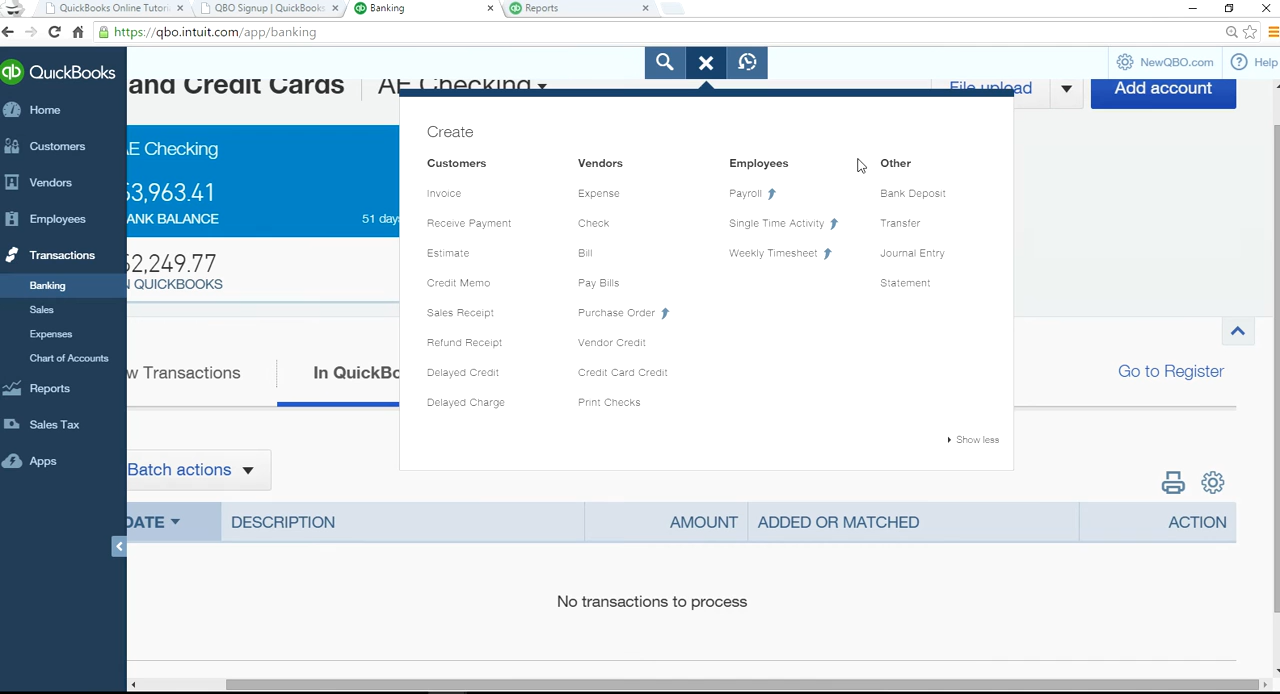 QuickBooks Online Tutori
QBO Signup | QuickBooks
Banking
Reports
https://qbo.intuit.com/app/banking
QuickBooks
NewQBO.com
Help
and Credit Cards
AE Checking
File upload
Add account
Home
Customers
Vendors
Employees
Transactions
Banking
Sales
Expenses
Chart of Accounts
Reports
Sales Tax
Apps
AE Checking
3,963.41
ANK BALANCE
51 days
2,249.77
QUICKBOOKS
Create
Customers
Invoice
Receive Payment
Estimate
Credit Memo
Sales Receipt
Refund Receipt
Delayed Credit
Delayed Charge
Vendors
Expense
Check
Bill
Pay Bills
Purchase Order
Vendor Credit
Credit Card Credit
Print Checks
Employees
Payroll
Single Time Activity
Weekly Timesheet
Other
Bank Deposit
Transfer
Journal Entry
Statement
Show less
w Transactions
In QuickBo
Go to Register
Batch actions
DATE
DESCRIPTION
AMOUNT
ADDED OR MATCHED
ACTION
No transactions to process